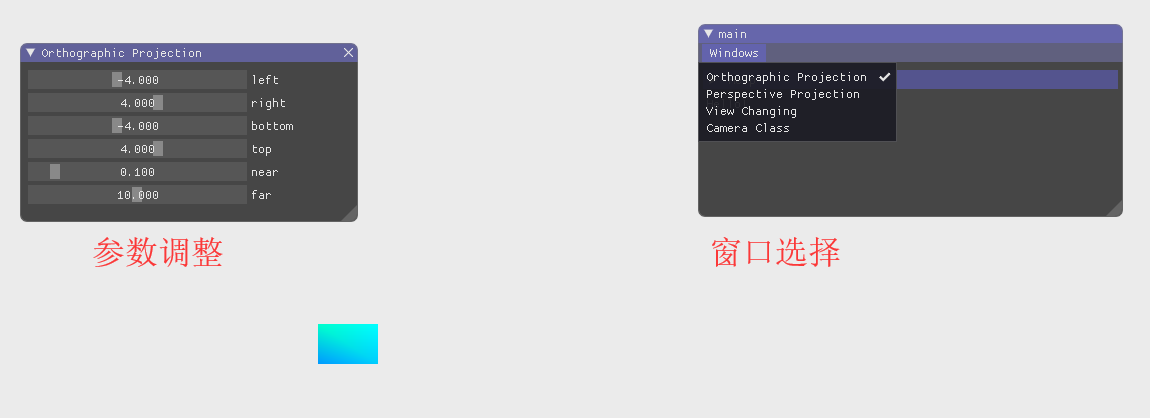 Orthographic Projection
-4.000 left
4.000 right
-4.000 bottom
4.000 top
0.100 near
10.000 far
参数调整
main
Windows
Orthographic Projection
Perspective Projection
View Changing
Camera Class
窗口选择